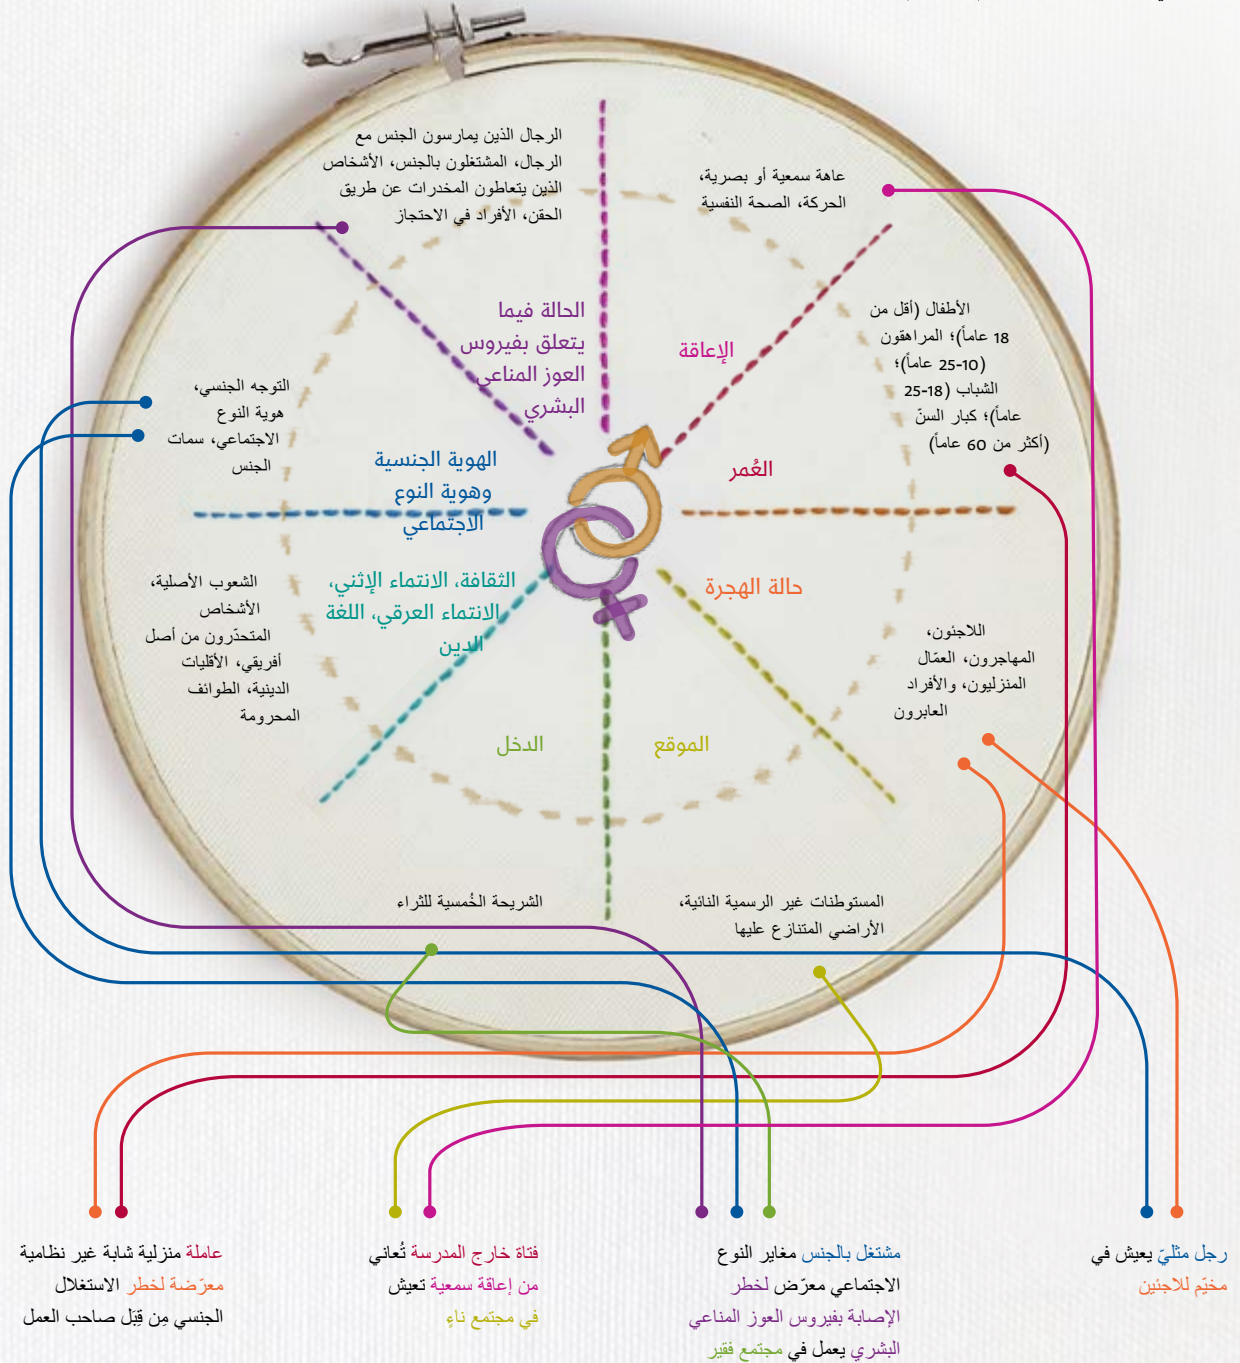 الرجال الذين يمارسون الجنس مع
الرجال، المشتغلون بالجنس، الأشخاص
الذين يتعاطون المخدرات عن طريق
الحقن، الأفراد في الاحتجاز
عاهة سمعية أو بصرية،
الحركة، الصحة النفسية
الحالة فيما
يتعلق بفيروس
العوز المناعي
البشري
الإعاقة
الأطفال (أقل من
18 عاماً)؛ المراهقون
(10-25 عاماً)؛
الشباب (18-25
عاماً)؛ كبار السنّ
(أكثر من 60 عاماً)
العُمر
التوجه الجنسي،
هوية النوع
الاجتماعي، سمات
الجنس
الهوية الجنسية
وهوية النوع
الاجتماعي
حالة الهجرة
اللاجئون،
المهاجرون، العمّال
المنزليون، والأفراد
العابرون
الثقافة، الانتماء الإثني،
الانتماء العرقي، اللغة
الدين
الشعوب الأصلية،
الأشخاص
المتحدّرون من أصل
أفريقي، الأقليات
الدينية، الطوائف
المحرومة
الموقع
الدخل
المستوطنات غير الرسمية النائية،
الأراضي المتنازع عليها
الشريحة الخُمسية للثراء
رجل مثليّ يعيش في
مخيّم للاجئين
مشتغل بالجنس مغاير النوع
الاجتماعي معرّض لخطر
الإصابة بفيروس العوز المناعي
البشري يعمل في مجتمع فقير
فتاة خارج المدرسة تُعاني
من إعاقة سمعية تعيش
في مجتمع ناءٍ
عاملة منزلية شابة غير نظامية
معرّضة لخطر الاستغلال
الجنسي مِن قِبَل صاحب العمل